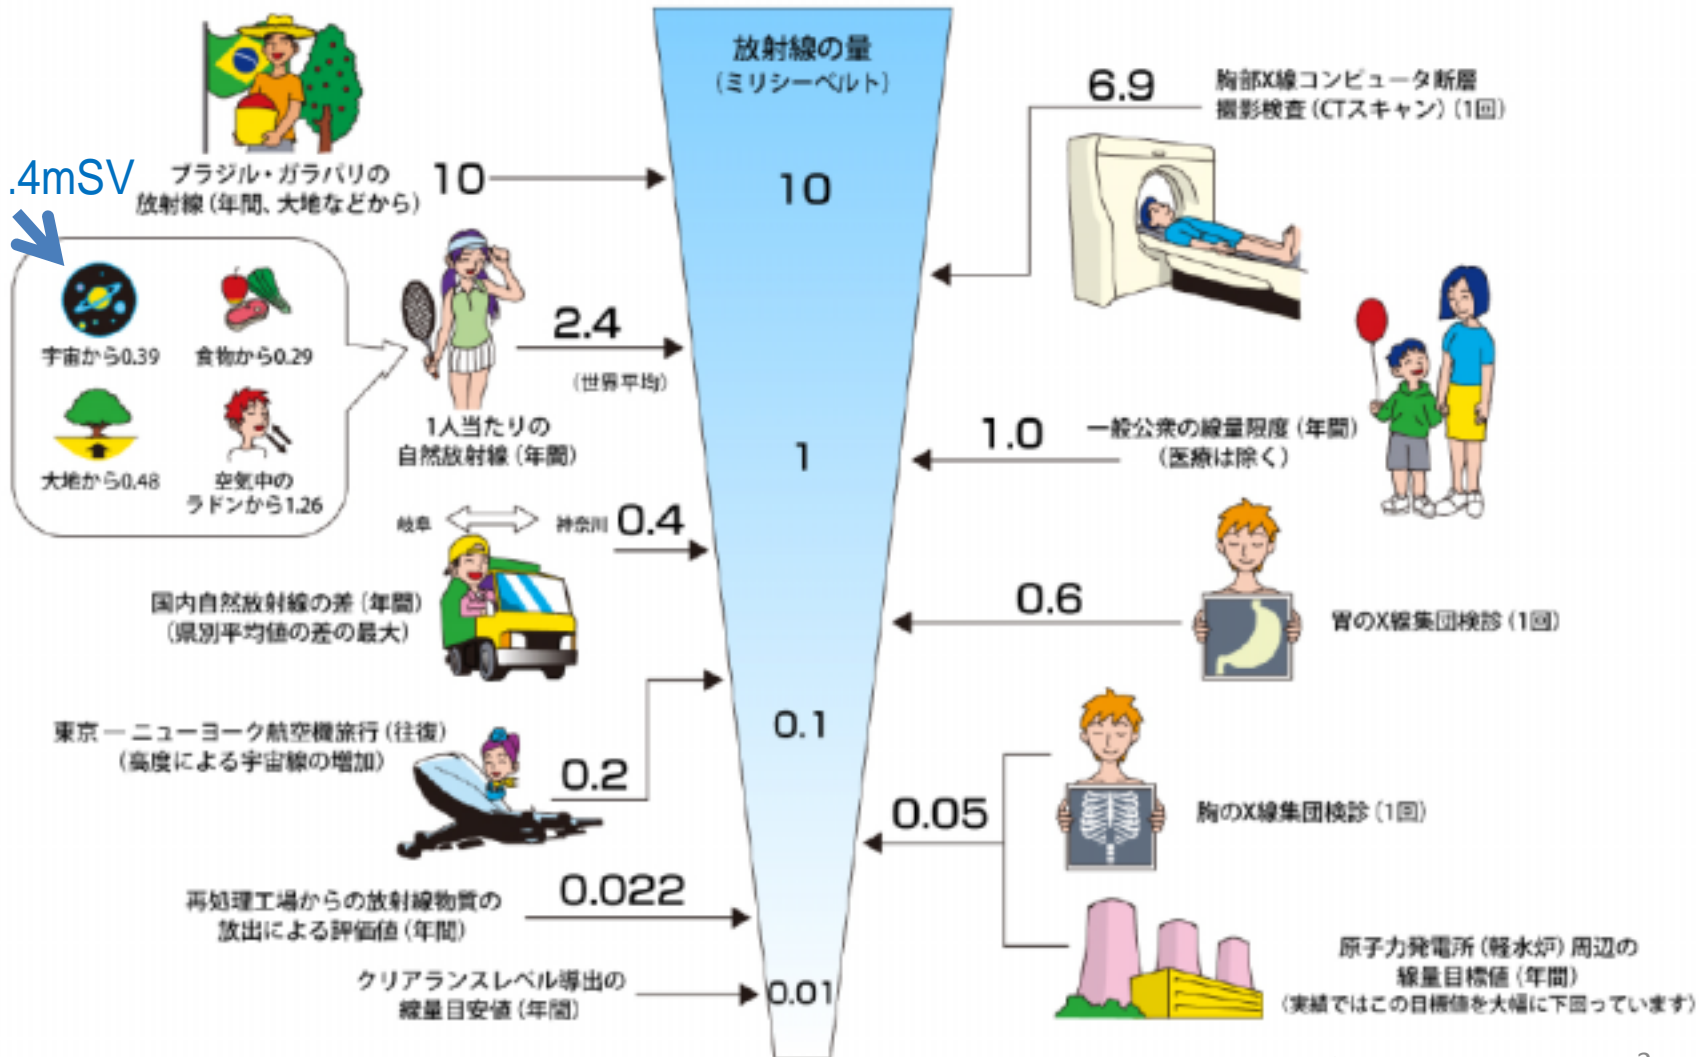 放射線の量
(ミリシーベルト)
10
1
0.1
0.01
.4mSV
ブラジル・ガラパリの
放射線(年間、大地などから)
10
宇宙から0.39
食物から0.29
大地から0.48
空気中の
ラドンから1.26
2.4
(世界平均)
1人当たりの
自然放射線(年間)
岐阜
神奈川
0.4
国内自然放射線の差(年間)
(県別平均値の差の最大)
東京―ニューヨーク航空機旅行(往復)
(高度による宇宙線の増加)
0.2
再処理工場からの放射線物質の
放出による評価値(年間)
0.022
クリアランスレベル導出の
線量目安値(年間)
6.9
胸部X線コンピュータ断層
撮影検査(CTスキャン)(1回)
1.0
一般公衆の線量限度(年間)
(医療は除く)
0.6
胃のX線集団検診(1回)
0.05
胸のX線集団検診(1回)
原子力発電所(軽水炉)周辺の
線量目標値(年間)
(実績ではこの目標値を大幅に下回っています)